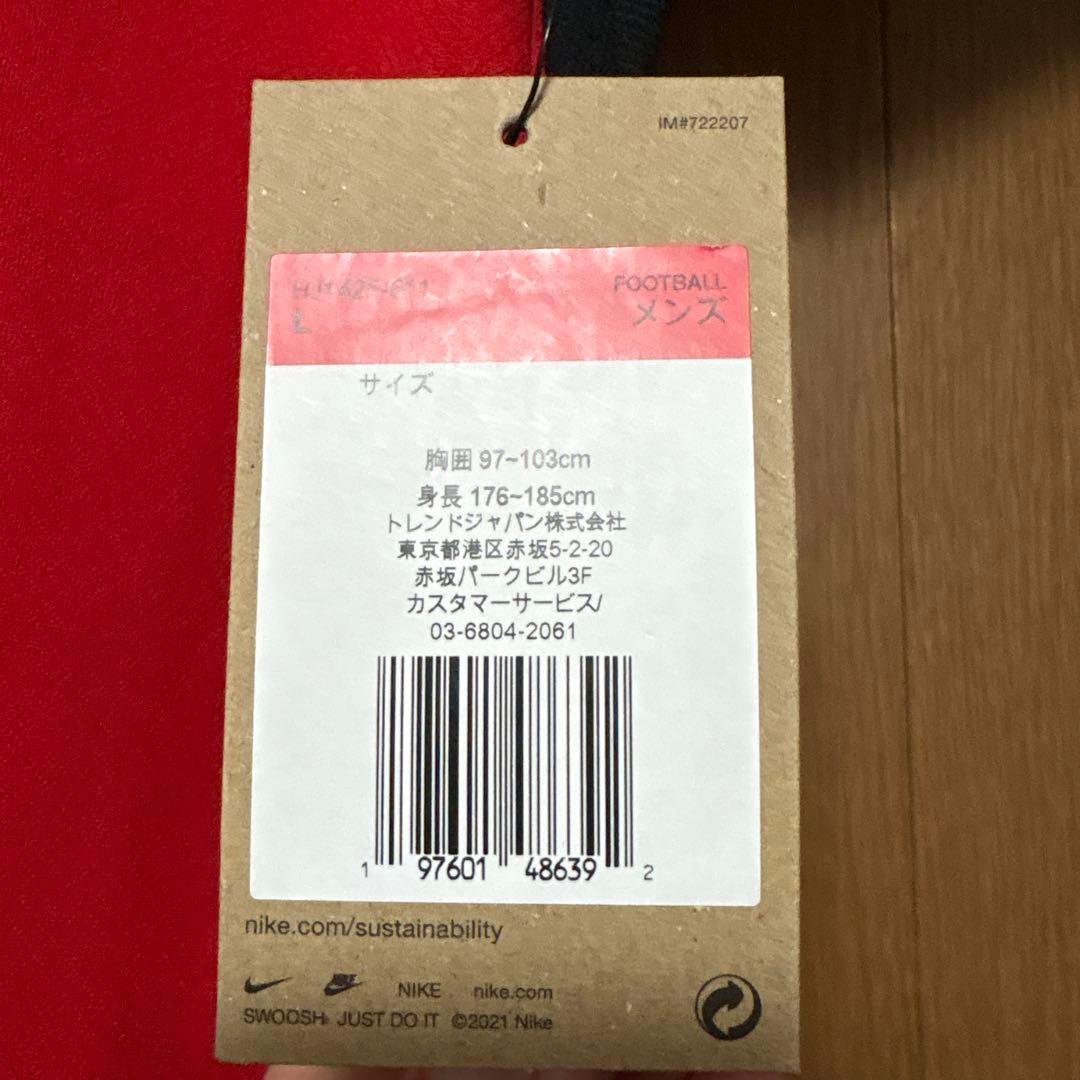 IM#722207
FOOTBALL
L
メンズ
サイズ
胸囲 97~103cm
身長 176~185cm
トレンドジャパン株式会社
東京都港区赤坂5-2-20
赤坂パークビル3F
カスタマーサービス/
03-6804-2061
1 97601 48639 2
nike.com/sustainability
NIKE nike.com
SWOOSH® JUST DO IT ©2021 Nike